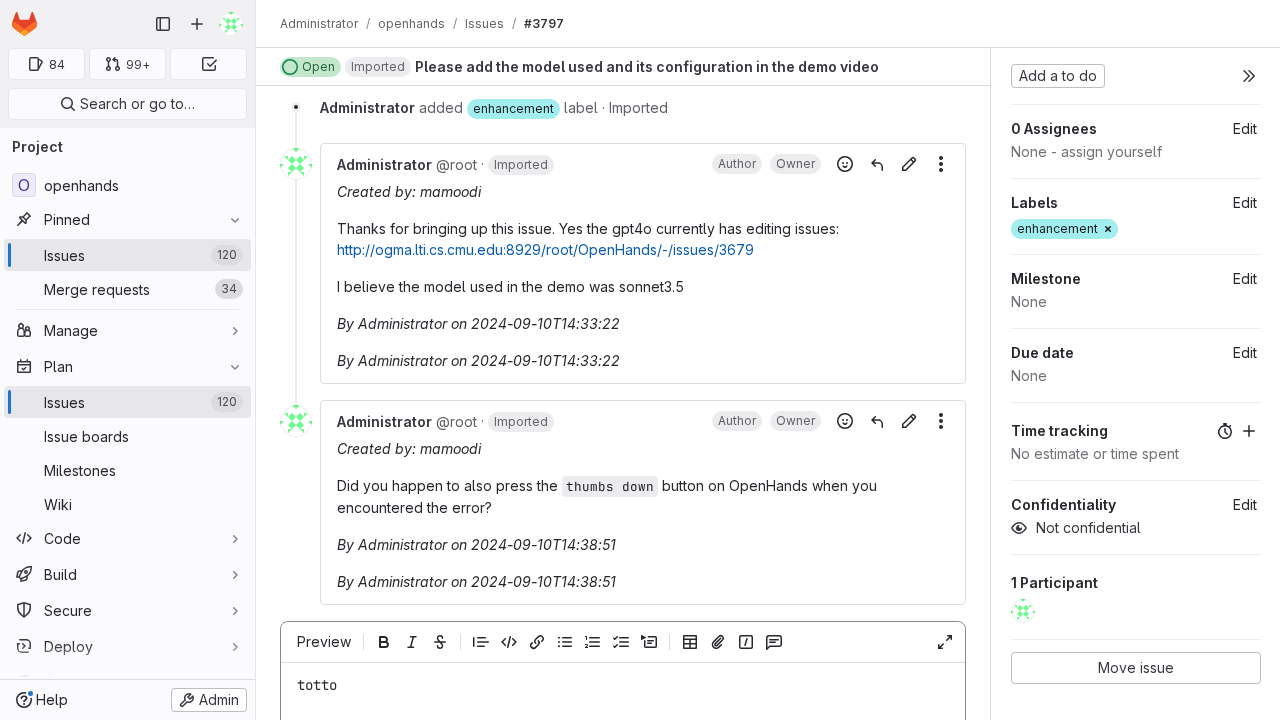 Administrator / openhands / Issues / #3797
84
99+
Search or go to…
Project
O openhands
Pinned
Issues 120
Merge requests 34
Manage
Plan
Issues 120
Issue boards
Milestones
Wiki
Code
Build
Secure
Deploy
Help
Admin
Open Imported Please add the model used and its configuration in the demo video
Administrator added enhancement label · Imported
Administrator @root · Imported Author Owner
Created by: mamoodi
Thanks for bringing up this issue. Yes the gpt4o currently has editing issues:
http://ogma.lti.cs.cmu.edu:8929/root/OpenHands/-/issues/3679
I believe the model used in the demo was sonnet3.5
By Administrator on 2024-09-10T14:33:22
By Administrator on 2024-09-10T14:33:22
Administrator @root · Imported Author Owner
Created by: mamoodi
Did you happen to also press the thumbs down button on OpenHands when you
encountered the error?
By Administrator on 2024-09-10T14:38:51
By Administrator on 2024-09-10T14:38:51
Preview
totto
Add a to do
0 Assignees Edit
None - assign yourself
Labels Edit
enhancement ×
Milestone Edit
None
Due date Edit
None
Time tracking
No estimate or time spent
Confidentiality Edit
Not confidential
1 Participant
Move issue